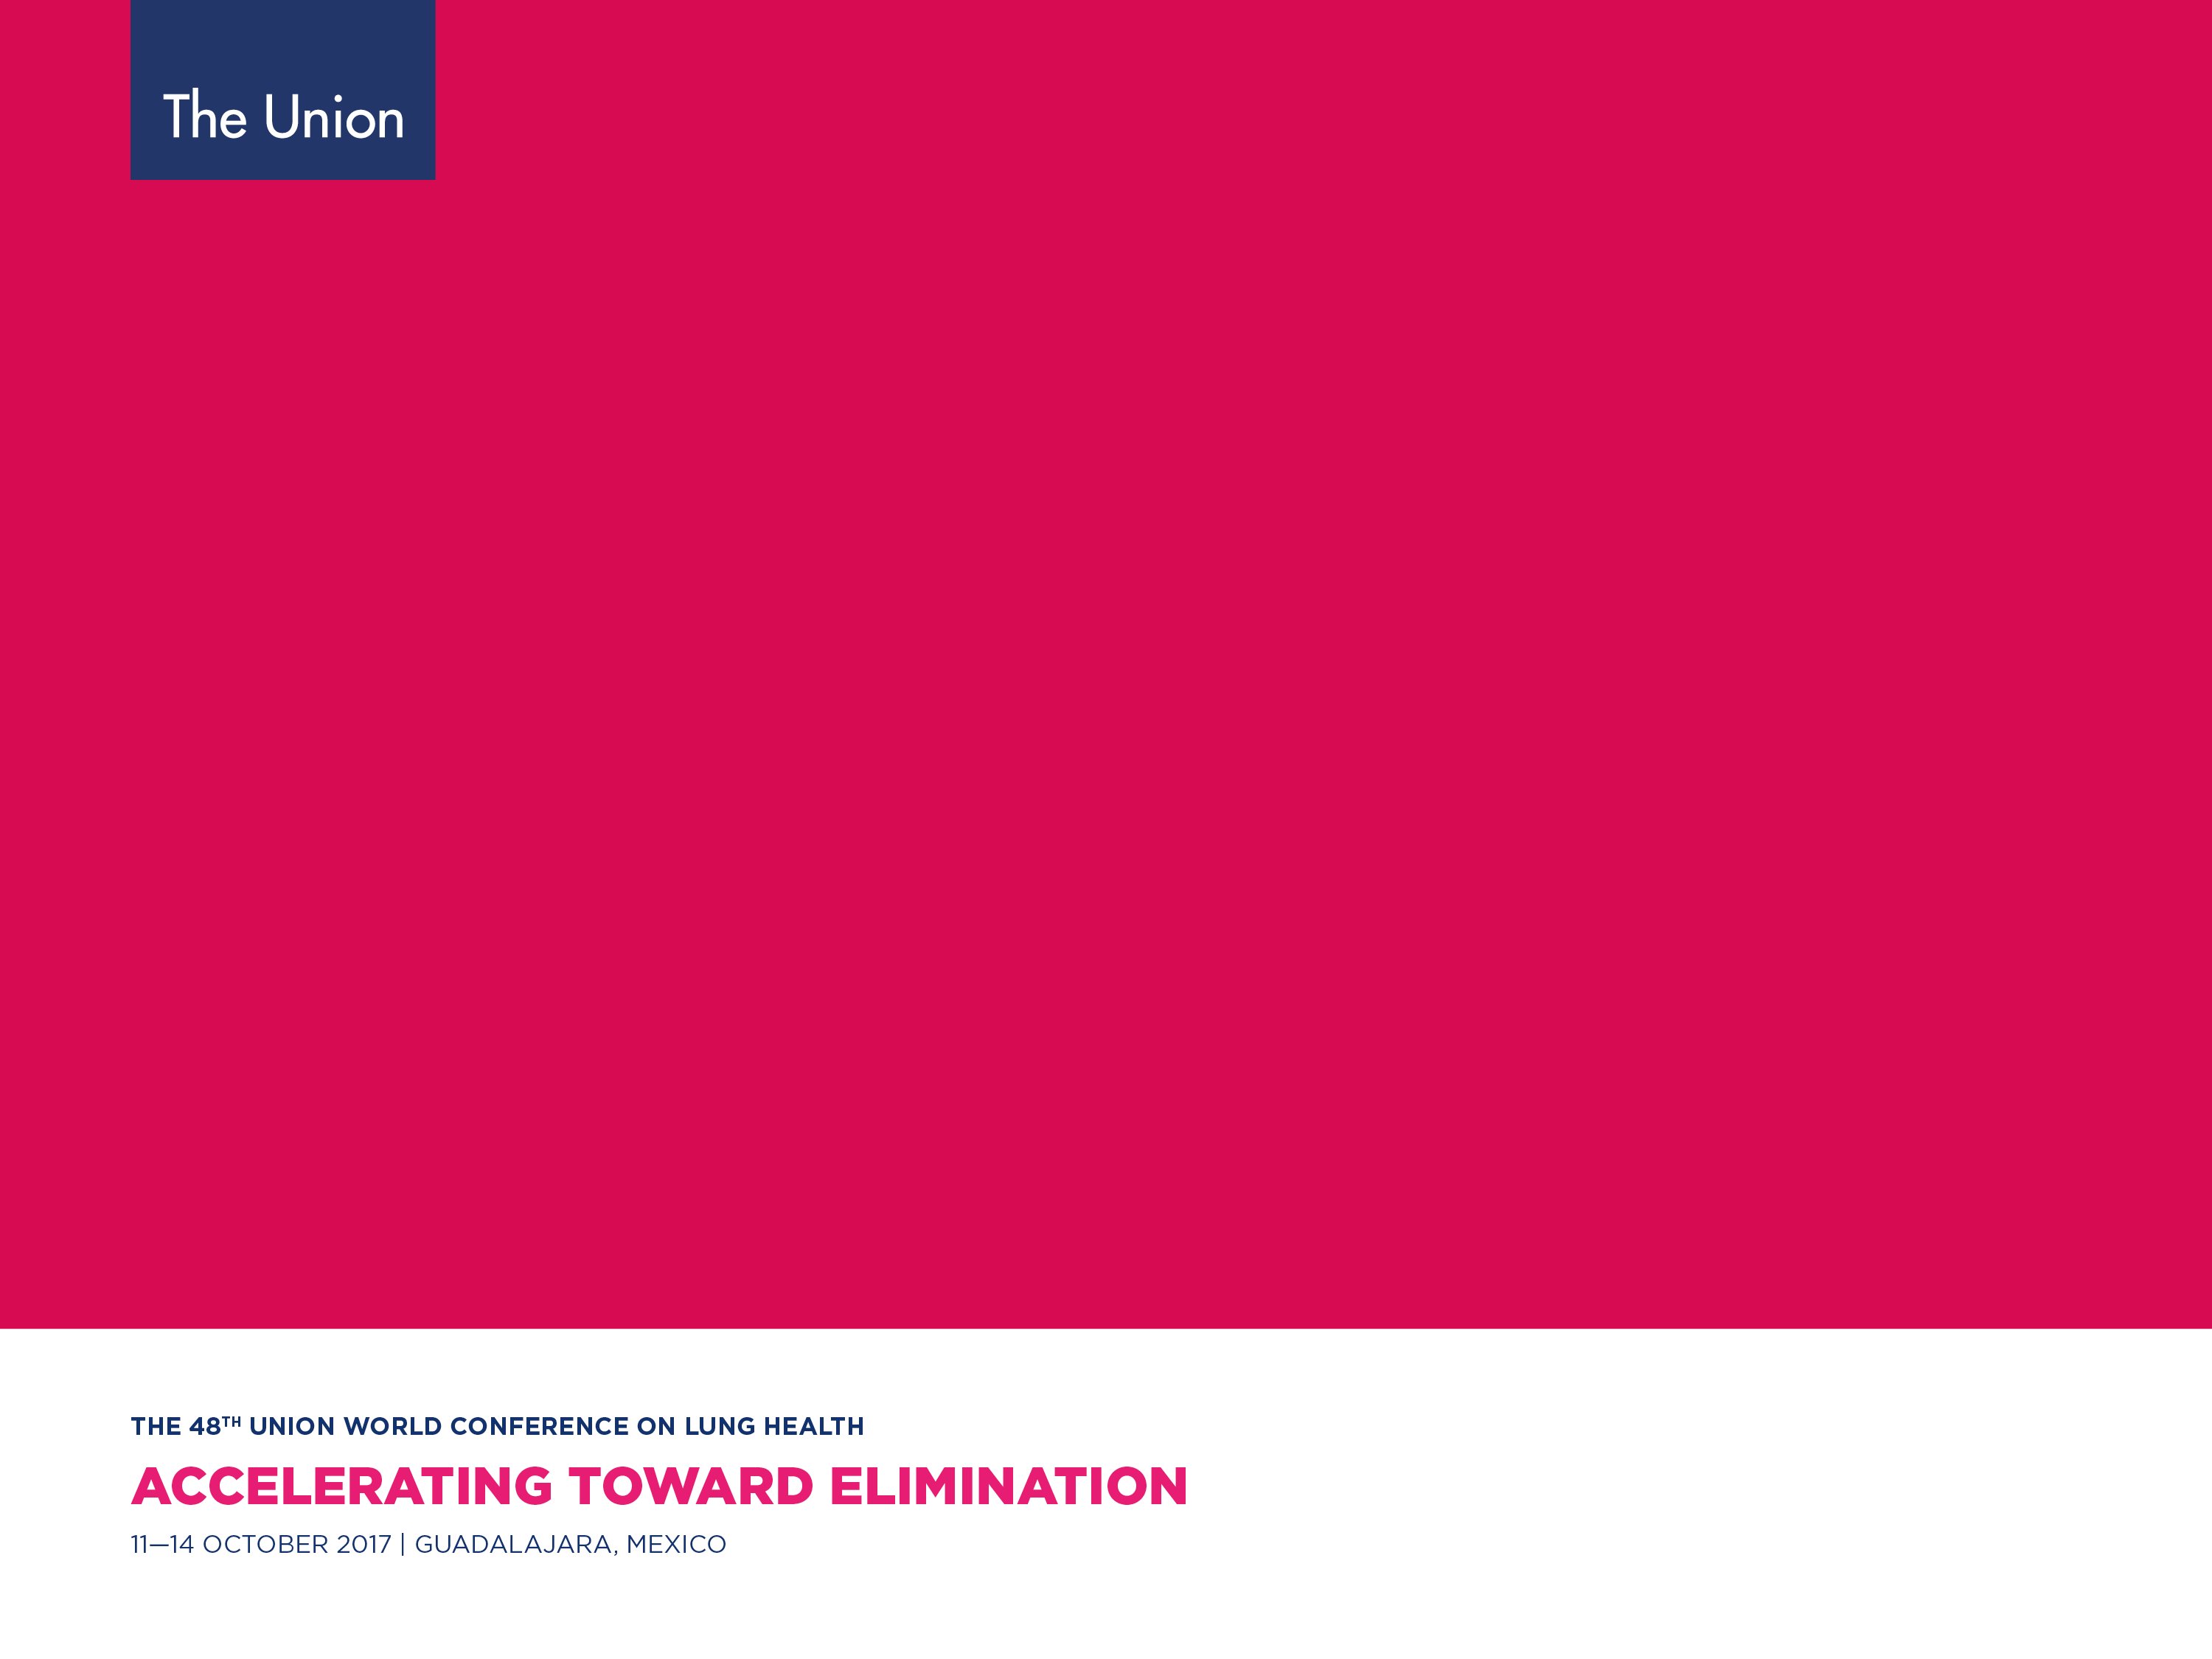 The Union
THE 48TH UNION WORLD CONFERENCE ON LUNG HEALTH
ACCELERATING TOWARD ELIMINATION
11—14 OCTOBER 2017 | GUADALAJARA, MEXICO